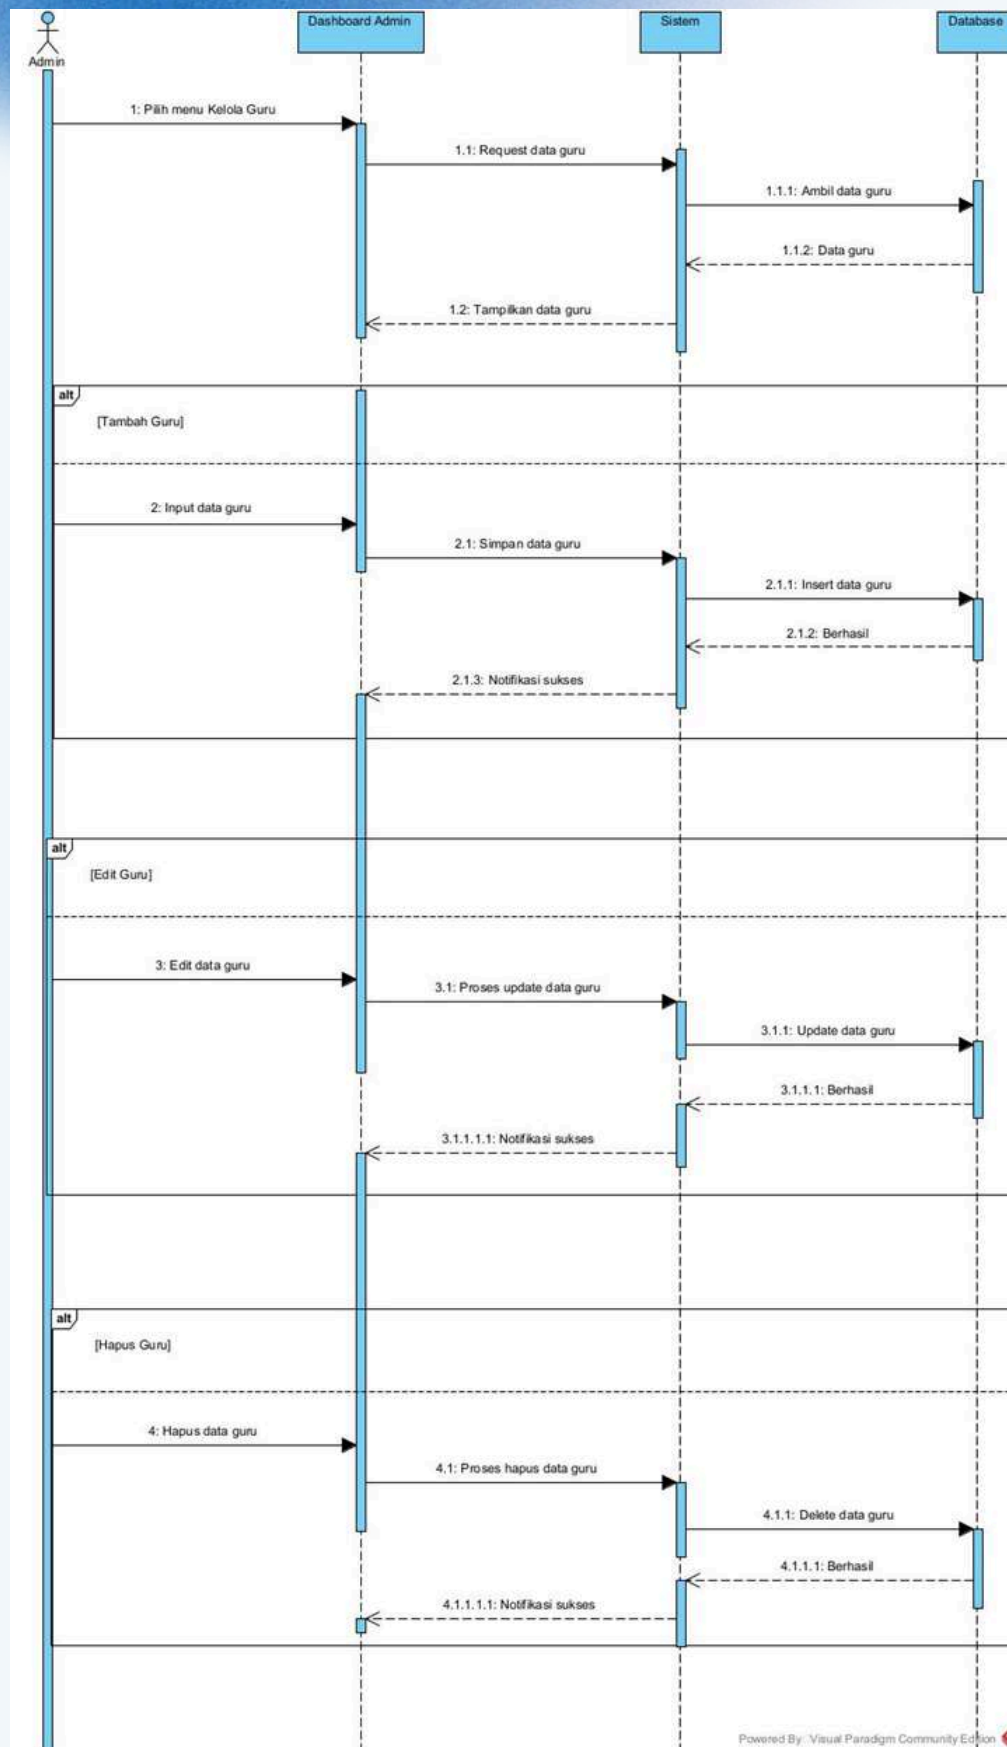 Dashboard Admin
Sistem
Database
Admin
1: Pilih menu Kelola Guru
1.1: Request data guru
1.1.1: Ambil data guru
1.1.2: Data guru
1.2: Tampilkan data guru
alt
[Tambah Guru]
2: Input data guru
2.1: Simpan data guru
2.1.1: Insert data guru
2.1.2: Berhasil
2.1.3: Notifikasi sukses
alt
[Edit Guru]
3: Edit data guru
3.1: Proses update data guru
3.1.1: Update data guru
3.1.1.1: Berhasil
3.1.1.1.1: Notifikasi sukses
alt
[Hapus Guru]
4: Hapus data guru
4.1: Proses hapus data guru
4.1.1: Delete data guru
4.1.1.1: Berhasil
4.1.1.1.1: Notifikasi sukses
Powered By: Visual Paradigm Community Edition